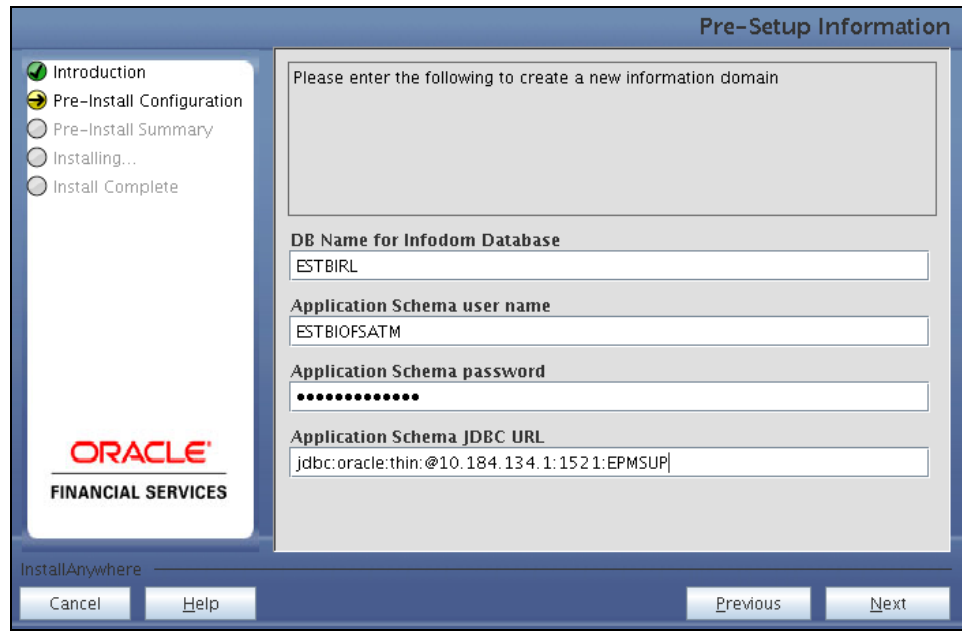 Pre-Setup Information
Introduction
Pre-Install Configuration
Pre-Install Summary
Installing...
Install Complete
ORACLE'
FINANCIAL SERVICES
Please enter the following to create a new information domain
DB Name for Infodom Database
ESTBIRL
Application Schema user name
ESTBIOFSATM
Application Schema password
•••••••••••••
Application Schema JDBC URL
jdbc:oracle:thin:@10.184.134.1:1521:EPMSUP
InstallAnywhere
Cancel Help Previous Next